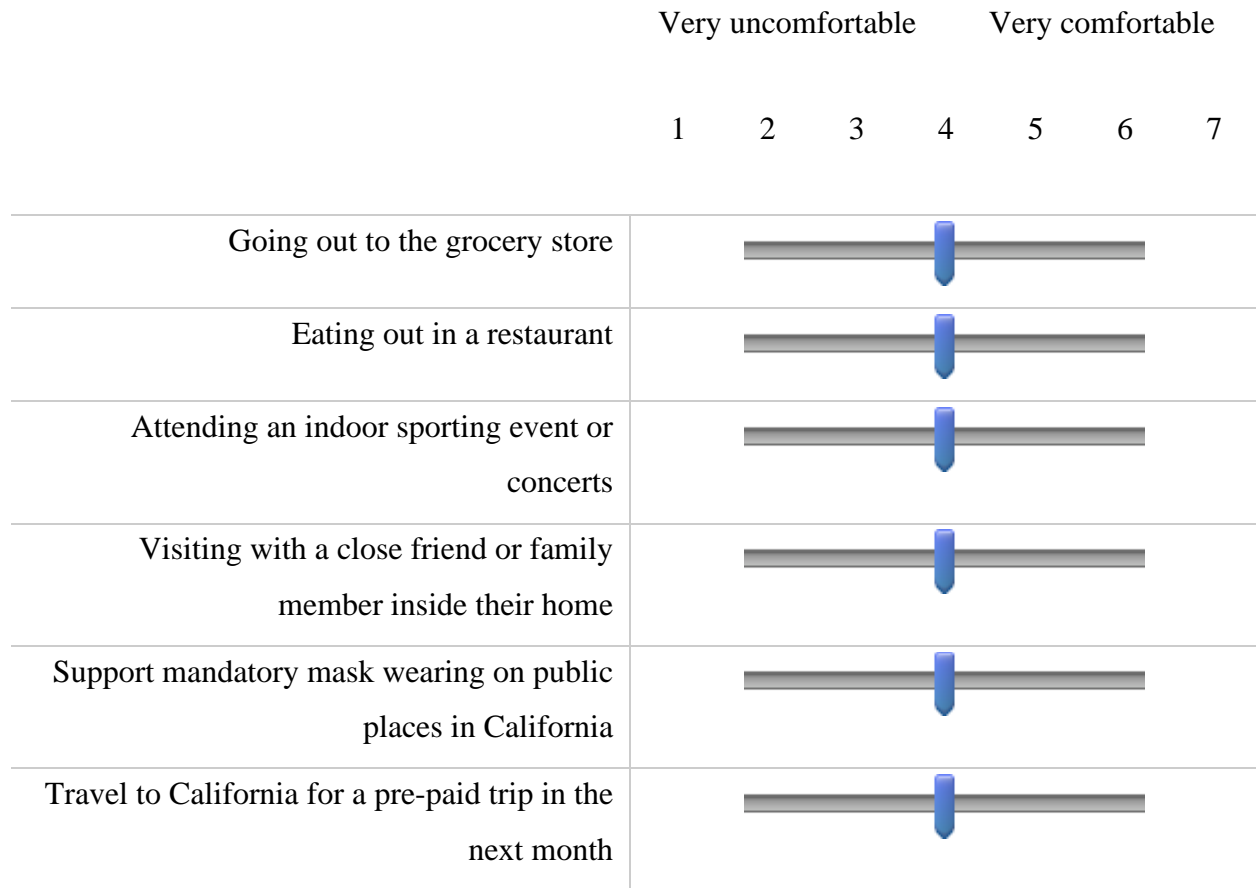 Very uncomfortable Very comfortable
1 2 3 4 5 6 7
Going out to the grocery store
Eating out in a restaurant
Attending an indoor sporting event or
concerts
Visiting with a close friend or family
member inside their home
Support mandatory mask wearing on public
places in California
Travel to California for a pre-paid trip in the
next month